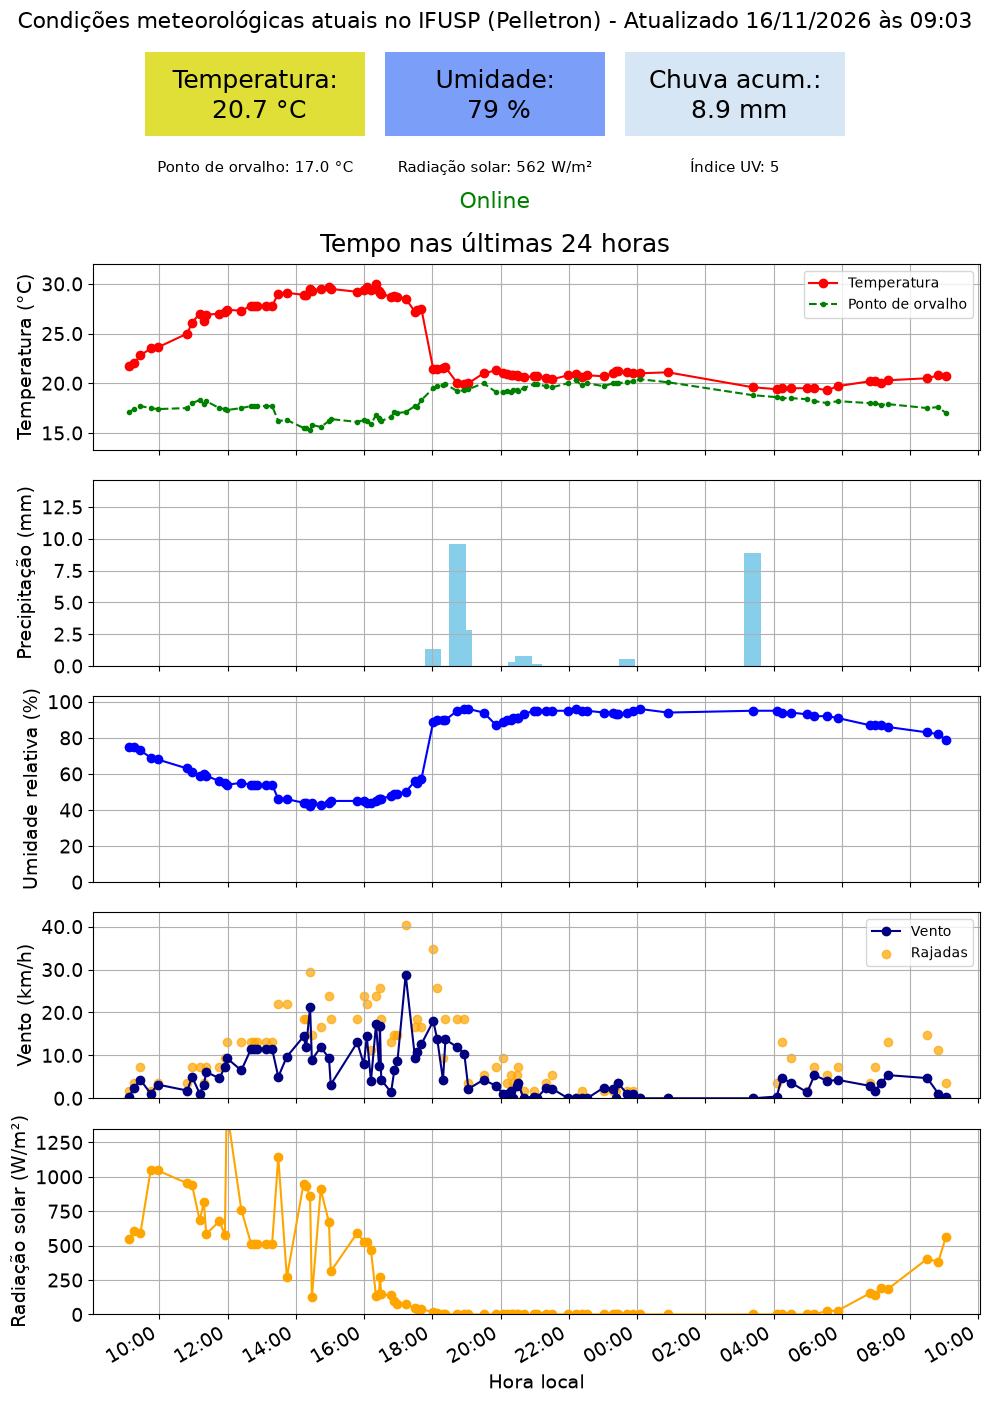 Condições meteorológicas atuais no IFUSP (Pelletron) - Atualizado 16/11/2026 às 09:03
Temperatura:
20.7 °C
Umidade:
79 %
Chuva acum.:
8.9 mm
Ponto de orvalho: 17.0 °C
Radiação solar: 562 W/m²
Índice UV: 5
Online
Tempo nas últimas 24 horas
Temperatura (°C)
30.0
25.0
20.0
15.0
Temperatura
Ponto de orvalho
Precipitação (mm)
12.5
10.0
7.5
5.0
2.5
0.0
Umidade relativa (%)
100
80
60
40
20
0
Vento (km/h)
40.0
30.0
20.0
10.0
0.0
Vento
Rajadas
Radiação solar (W/m²)
1250
1000
750
500
250
0
10:00 12:00 14:00 16:00 18:00 20:00 22:00 00:00 02:00 04:00 06:00 08:00 10:00
Hora local